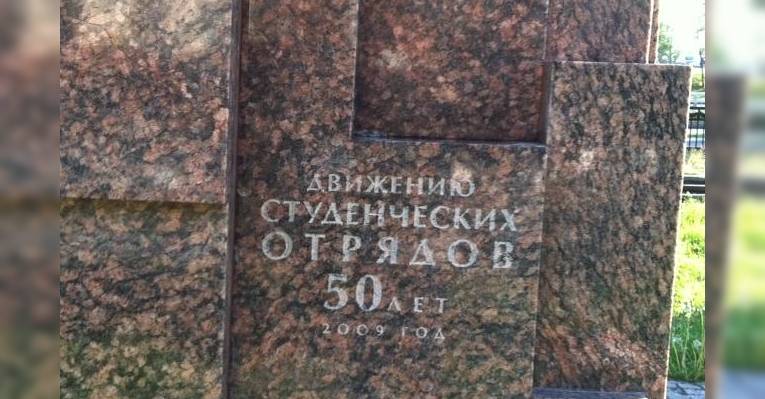 ДВИЖЕНИЮ
СТУДЕНЧЕСКИХ
ОТРЯДОВ
50 ЛЕТ
2009 ГОД